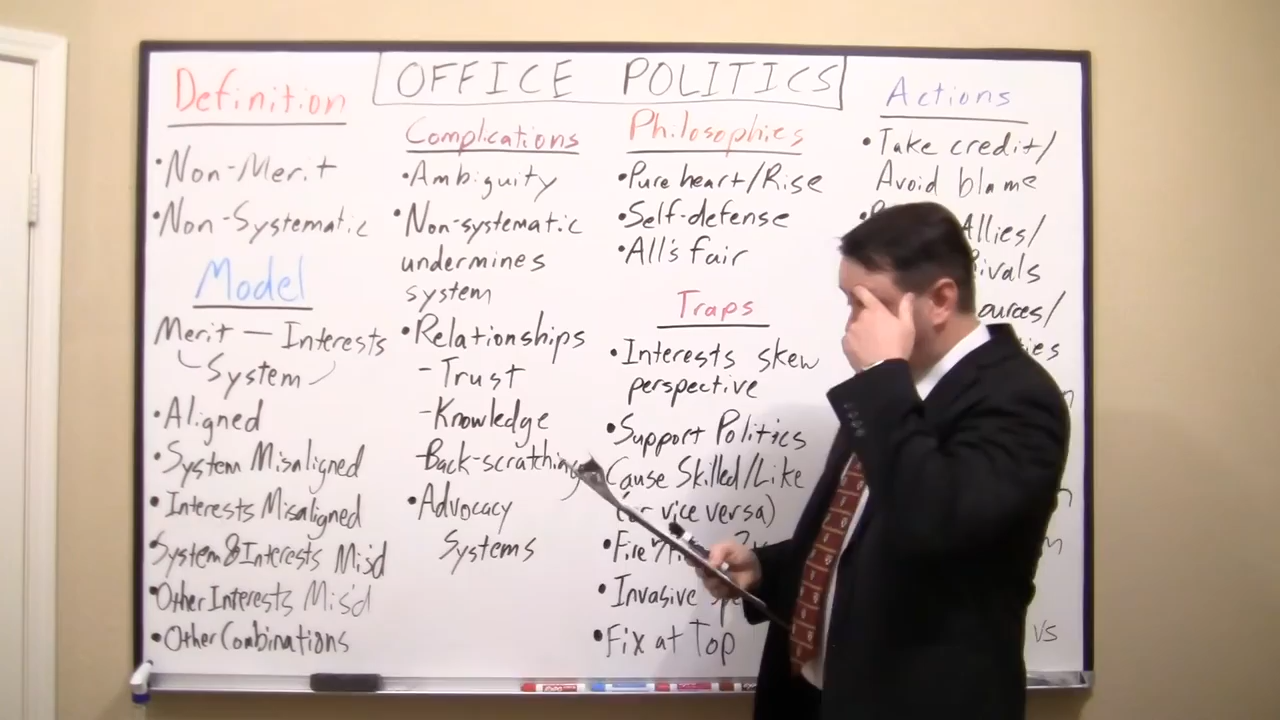 OFFICE POLITICS
Definition
•Non-Merit
•Non-Systematic
Model
Merit — Interests
System
•Aligned
•System Misaligned
•Interests Misaligned
•System & Interests Mis'd
•Other Interests Mis'd
•Other Combinations
Complications
•Ambiguity
•Non-systematic
undermines
system
•Relationships
-Trust
-Knowledge
-Back-scratching
•Advocacy
Systems
Philosophies
•Pure heart/Rise
•Self-defense
•All's fair
Traps
•Interests skew
perspective
•Support Politics
Cause Skilled/Like
(or vice versa)
•Fire
•Invasive
•Fix at Top
Actions
•Take credit/
Avoid blame
Allies/
Rivals
vs